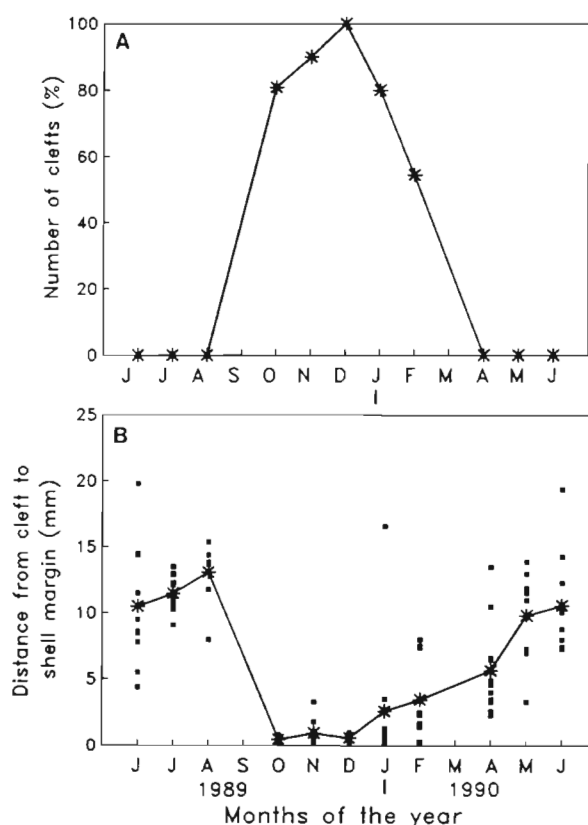 A
Number of clefts (%)
100
80
60
40
20
0
J J A S O N D J F M A M J
B
Distance from cleft to
shell margin (mm)
25
20
15
10
5
0
J J A S O N D J F M A M J
1989 1990
Months of the year